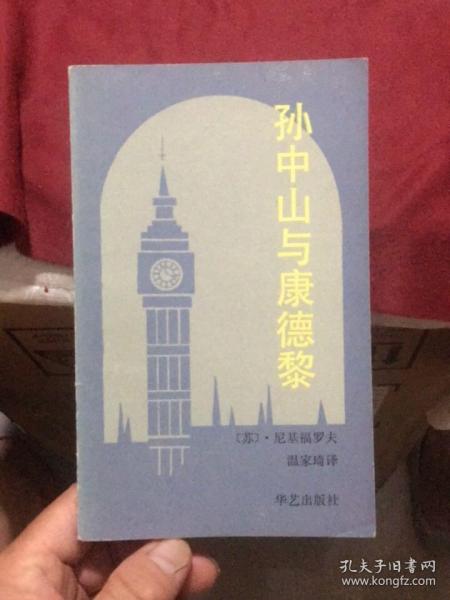 孙中山与康德黎
〔苏〕·尼基福罗夫
温家琦译
华艺出版社
孔夫子旧书网
www.kongfz.com